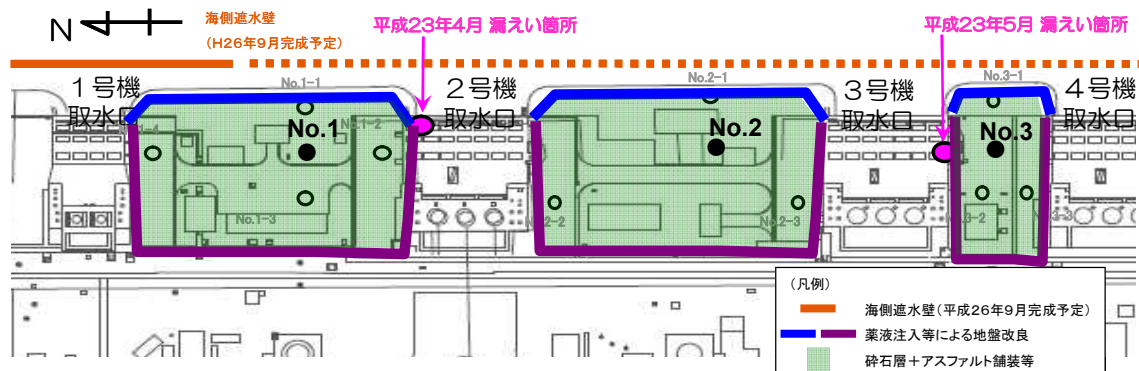 N
海側遮水壁
(H26年9月完成予定)
平成23年4月 漏えい箇所
平成23年5月 漏えい箇所
No.1-1
No.2-1
No.3-1
1号機
取水口
2号機
取水口
3号機
取水口
4号機
取水口
No.1-4
No.1
No.1-2
No.2
No.3
No.1-3
No.2-2
No.2-3
No.3-2
No.3-3
(凡例)
海側遮水壁(平成26年9月完成予定)
薬液注入等による地盤改良
砕石層+アスファルト舗装等